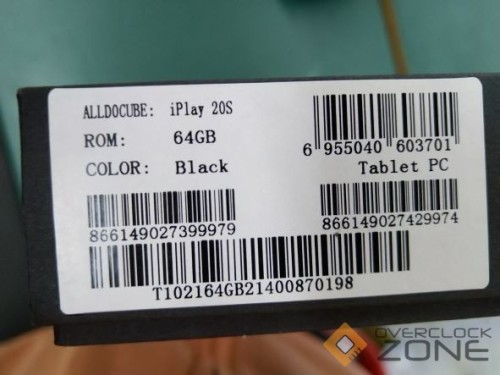 ALLDOCUBE: iPlay 20S
ROM: 64GB
COLOR: Black
6 955040 603701
Tablet PC
866149027399979
866149027429974
T102164GB21400870198
OVERCLOCK
ZONE